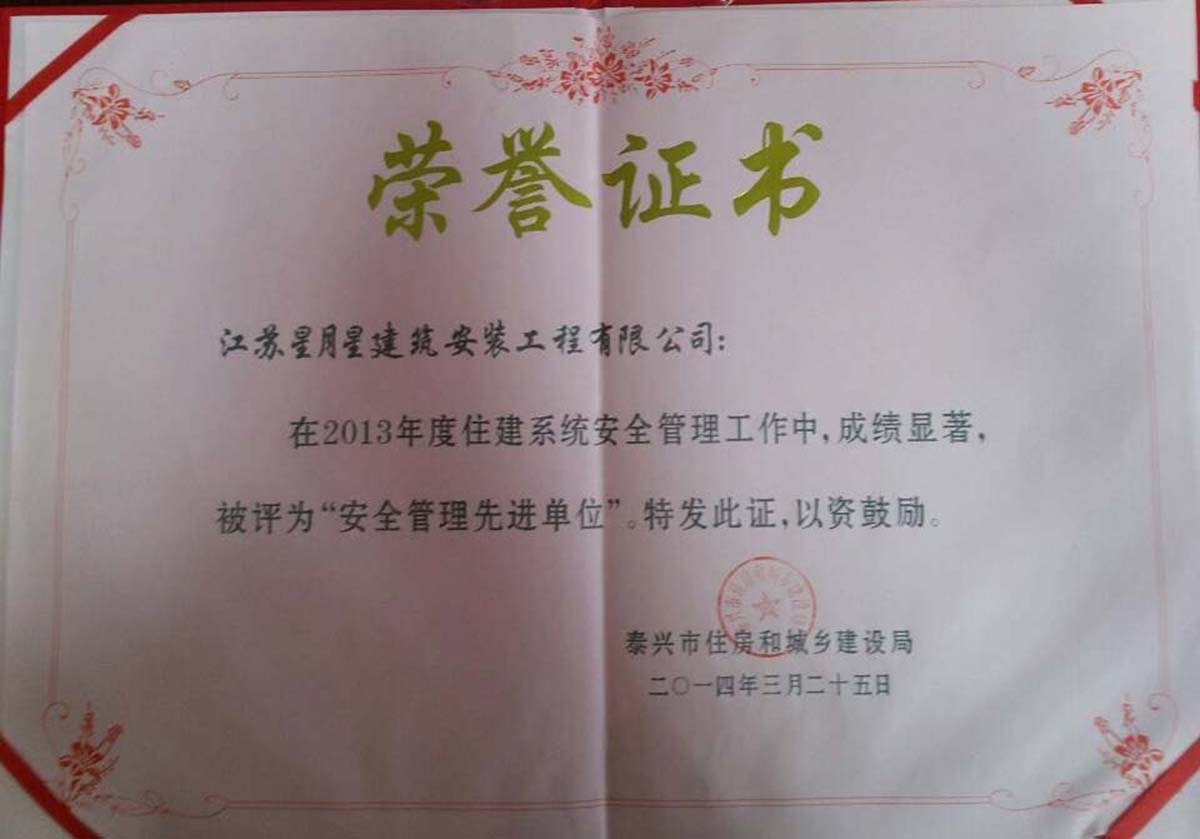 荣誉证书
江苏星月星建筑安装工程有限公司:
在2013年度住建系统安全管理工作中,成绩显著,
被评为“安全管理先进单位”。特发此证,以资鼓励。
泰兴市住房和城乡建设局
二〇一四年三月二十五日